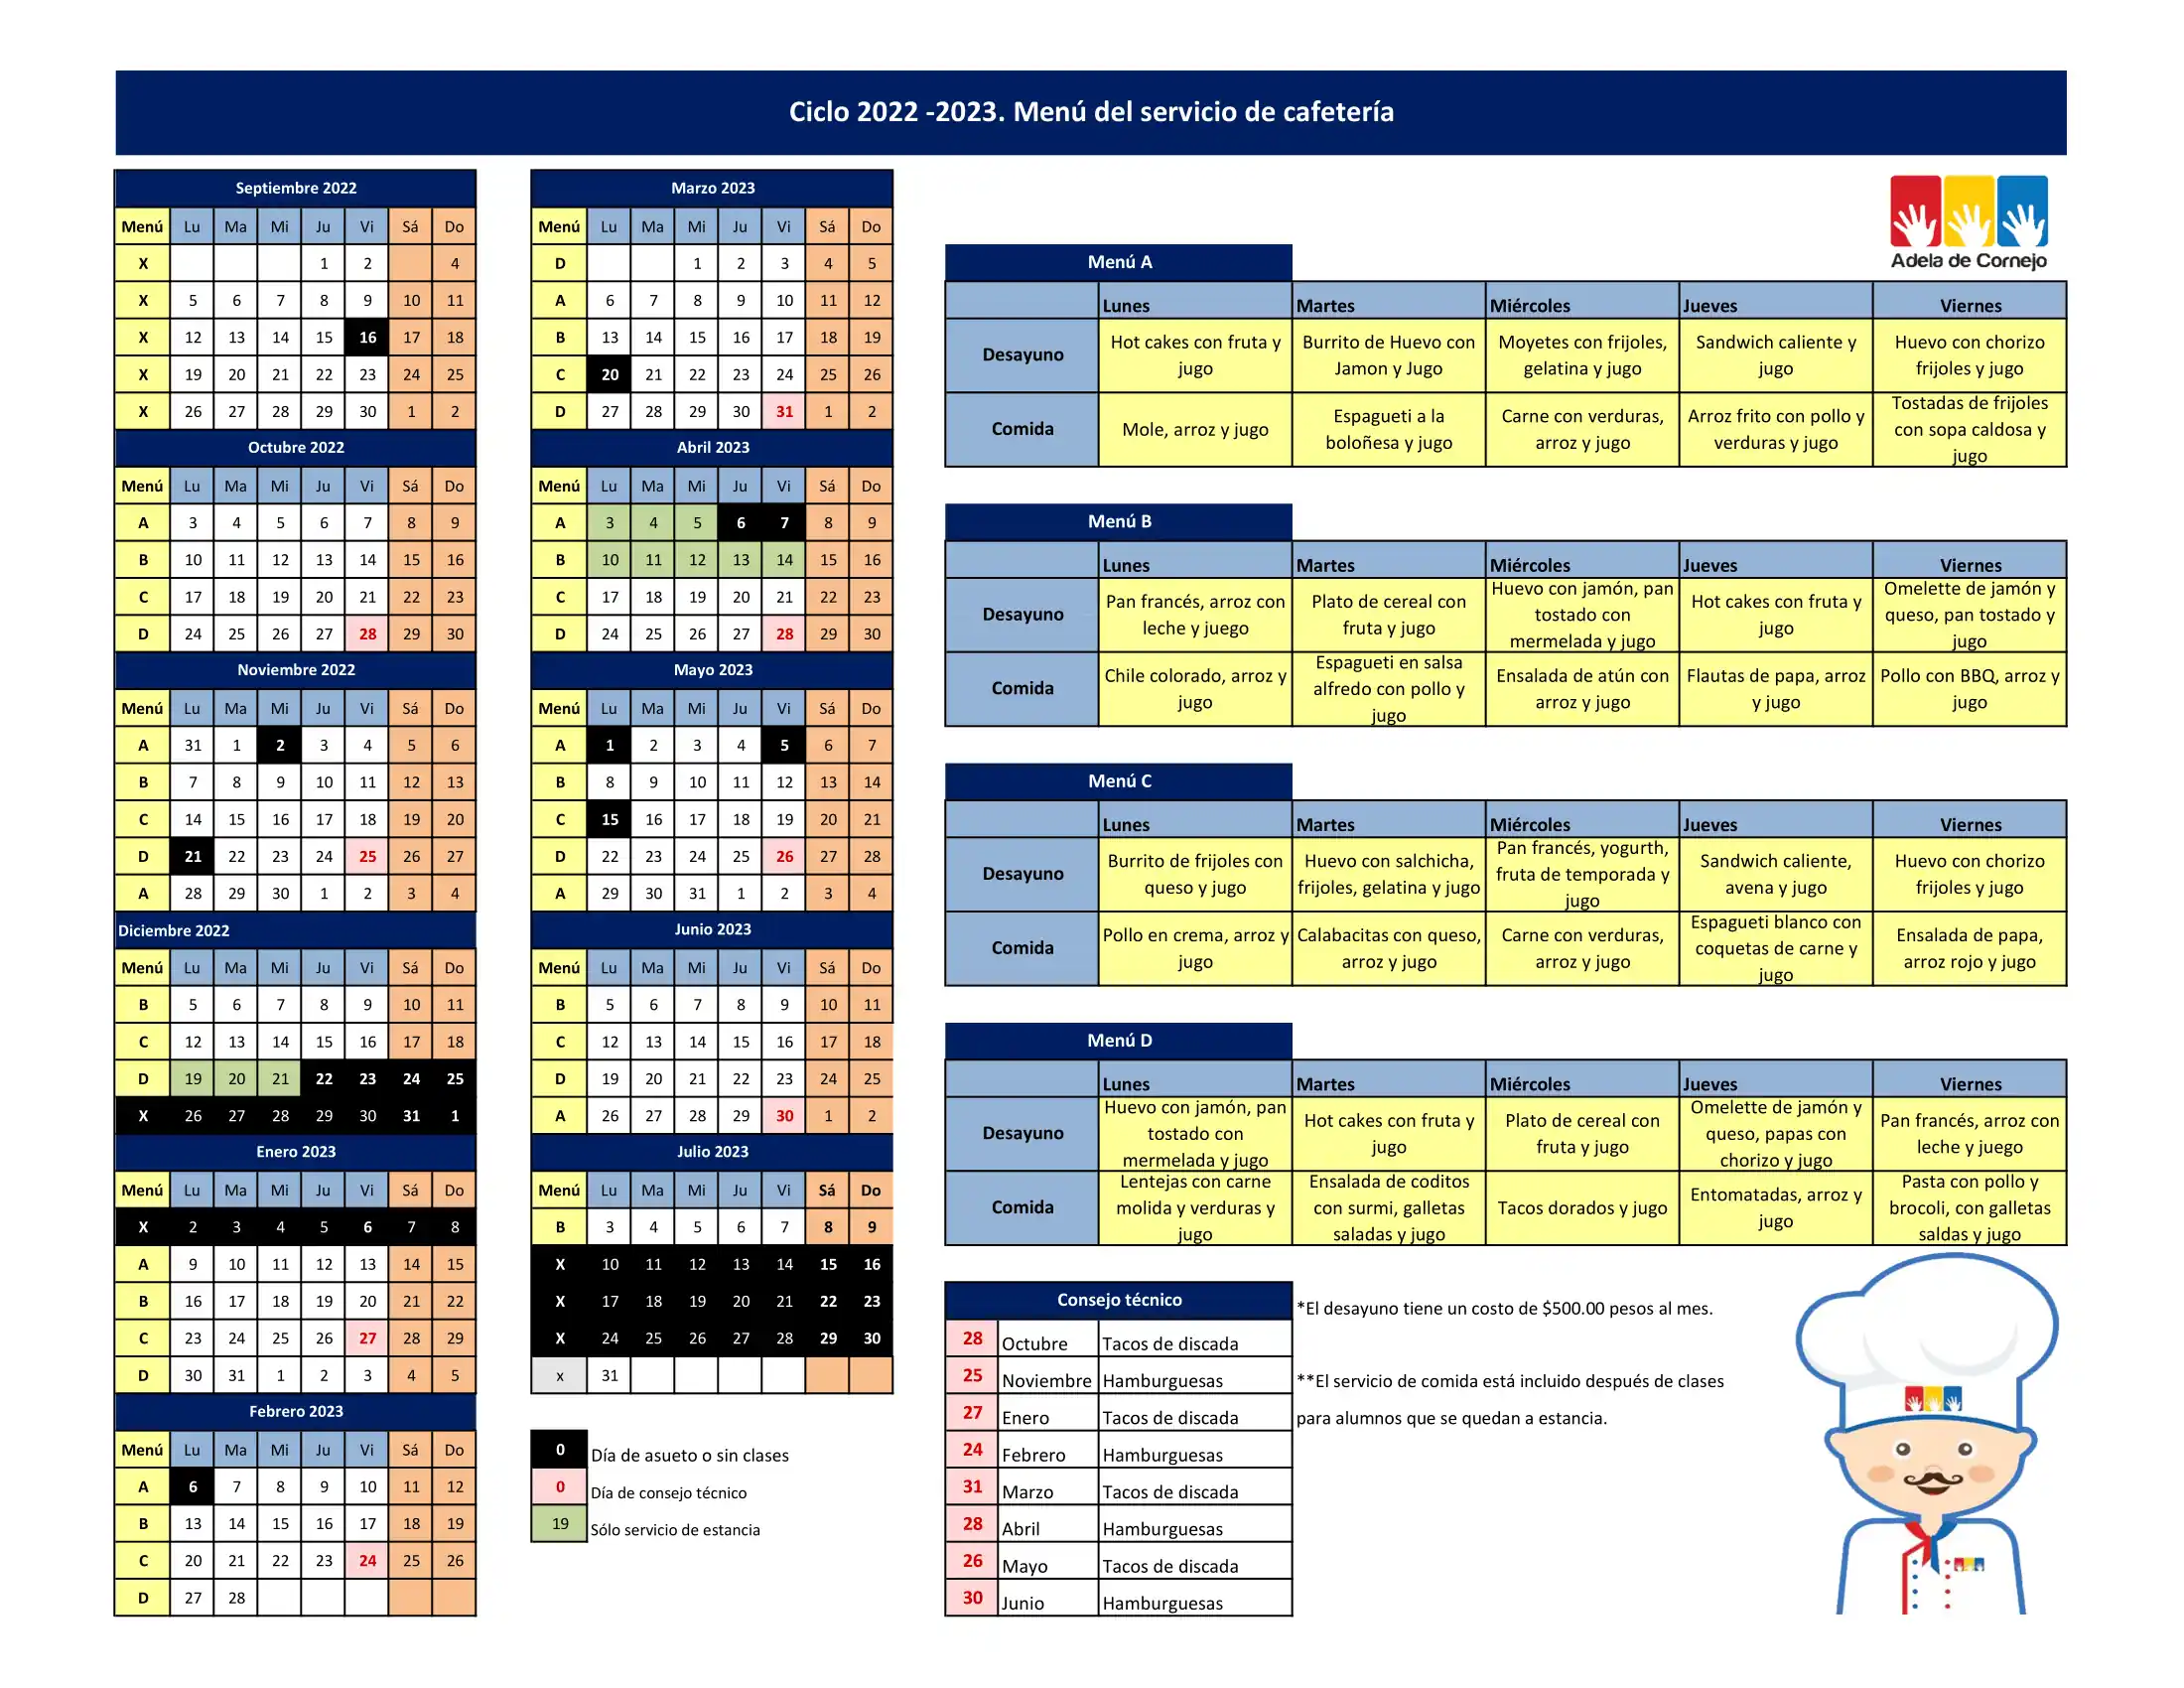 Ciclo 2022 -2023. Menú del servicio de cafetería
Septiembre 2022
Menú Lu Ma Mi Ju Vi Sá Do
X 1 2 4
X 5 6 7 8 9 10 11
X 12 13 14 15 16 17 18
X 19 20 21 22 23 24 25
X 26 27 28 29 30 1 2
Octubre 2022
Menú Lu Ma Mi Ju Vi Sá Do
A 3 4 5 6 7 8 9
B 10 11 12 13 14 15 16
C 17 18 19 20 21 22 23
D 24 25 26 27 28 29 30
Noviembre 2022
Menú Lu Ma Mi Ju Vi Sá Do
A 31 1 2 3 4 5 6
B 7 8 9 10 11 12 13
C 14 15 16 17 18 19 20
D 21 22 23 24 25 26 27
A 28 29 30 1 2 3 4
Diciembre 2022
Menú Lu Ma Mi Ju Vi Sá Do
B 5 6 7 8 9 10 11
C 12 13 14 15 16 17 18
D 19 20 21 22 23 24 25
X 26 27 28 29 30 31 1
Enero 2023
Menú Lu Ma Mi Ju Vi Sá Do
X 2 3 4 5 6 7 8
A 9 10 11 12 13 14 15
B 16 17 18 19 20 21 22
C 23 24 25 26 27 28 29
D 30 31 1 2 3 4 5
Febrero 2023
Menú Lu Ma Mi Ju Vi Sá Do
A 6 7 8 9 10 11 12
B 13 14 15 16 17 18 19
C 20 21 22 23 24 25 26
D 27 28
Marzo 2023
Menú Lu Ma Mi Ju Vi Sá Do
D 1 2 3 4 5
A 6 7 8 9 10 11 12
B 13 14 15 16 17 18 19
C 20 21 22 23 24 25 26
D 27 28 29 30 31 1 2
Abril 2023
Menú Lu Ma Mi Ju Vi Sá Do
A 3 4 5 6 7 8 9
B 10 11 12 13 14 15 16
C 17 18 19 20 21 22 23
D 24 25 26 27 28 29 30
Mayo 2023
Menú Lu Ma Mi Ju Vi Sá Do
A 1 2 3 4 5 6 7
B 8 9 10 11 12 13 14
C 15 16 17 18 19 20 21
D 22 23 24 25 26 27 28
A 29 30 31 1 2 3 4
Junio 2023
Menú Lu Ma Mi Ju Vi Sá Do
B 5 6 7 8 9 10 11
C 12 13 14 15 16 17 18
D 19 20 21 22 23 24 25
A 26 27 28 29 30 1 2
Julio 2023
Menú Lu Ma Mi Ju Vi Sá Do
B 3 4 5 6 7 8 9
X 10 11 12 13 14 15 16
X 17 18 19 20 21 22 23
X 24 25 26 27 28 29 30
x 31
0 Día de asueto o sin clases
0 Día de consejo técnico
19 Sólo servicio de estancia
Adela de Cornejo
Menú A
Lunes Martes Miércoles Jueves Viernes
Desayuno
Hot cakes con fruta y
jugo
Burrito de Huevo con
Jamon y Jugo
Moyetes con frijoles,
gelatina y jugo
Sandwich caliente y
jugo
Huevo con chorizo
frijoles y jugo
Comida
Mole, arroz y jugo
Espagueti a la
boloñesa y jugo
Carne con verduras,
arroz y jugo
Arroz frito con pollo y
verduras y jugo
Tostadas de frijoles
con sopa caldosa y
jugo
Menú B
Lunes Martes Miércoles Jueves Viernes
Desayuno
Pan francés, arroz con
leche y juego
Plato de cereal con
fruta y jugo
Huevo con jamón, pan
tostado con
mermelada y jugo
Hot cakes con fruta y
jugo
Omelette de jamón y
queso, pan tostado y
jugo
Comida
Chile colorado, arroz y
jugo
Espagueti en salsa
alfredo con pollo y
jugo
Ensalada de atún con
arroz y jugo
Flautas de papa, arroz
y jugo
Pollo con BBQ, arroz y
jugo
Menú C
Lunes Martes Miércoles Jueves Viernes
Desayuno
Burrito de frijoles con
queso y jugo
Huevo con salchicha,
frijoles, gelatina y jugo
Pan francés, yogurth,
fruta de temporada y
jugo
Sandwich caliente,
avena y jugo
Huevo con chorizo
frijoles y jugo
Comida
Pollo en crema, arroz y
jugo
Calabacitas con queso,
arroz y jugo
Carne con verduras,
arroz y jugo
Espagueti blanco con
coquetas de carne y
jugo
Ensalada de papa,
arroz rojo y jugo
Menú D
Lunes Martes Miércoles Jueves Viernes
Desayuno
Huevo con jamón, pan
tostado con
mermelada y jugo
Hot cakes con fruta y
jugo
Plato de cereal con
fruta y jugo
Omelette de jamón y
queso, papas con
chorizo y jugo
Pan francés, arroz con
leche y juego
Comida
Lentejas con carne
molida y verduras y
jugo
Ensalada de coditos
con surmi, galletas
saladas y jugo
Tacos dorados y jugo
Entomatadas, arroz y
jugo
Pasta con pollo y
brocoli, con galletas
saldas y jugo
Consejo técnico
28 Octubre Tacos de discada
25 Noviembre Hamburguesas
27 Enero Tacos de discada
24 Febrero Hamburguesas
31 Marzo Tacos de discada
28 Abril Hamburguesas
26 Mayo Tacos de discada
30 Junio Hamburguesas
*El desayuno tiene un costo de $500.00 pesos al mes.
**El servicio de comida está incluido después de clases
para alumnos que se quedan a estancia.